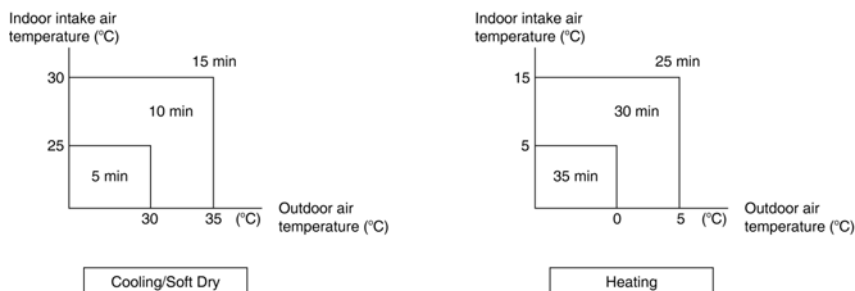 Indoor intake air
temperature (°C)
15 min
30
10 min
25
5 min
30 35 (°C)
Outdoor air
temperature (°C)
Cooling/Soft Dry
Indoor intake air
temperature (°C)
25 min
15
30 min
5
35 min
0 5 (°C)
Outdoor air
temperature (°C)
Heating